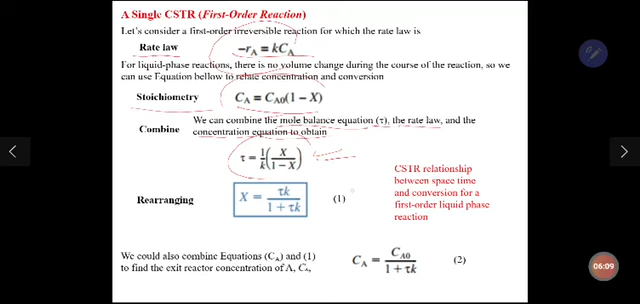 A Single CSTR (First-Order Reaction)
Let's consider a first-order irreversible reaction for which the rate law is
Rate law
−rA = kCA
For liquid-phase reactions, there is no volume change during the course of the reaction, so we
can use Equation bellow to relate concentration and conversion
Stoichiometry
CA = CA0(1 − X)
We can combine the mole balance equation (τ), the rate law, and the
Combine
concentration equation to obtain
τ = 1/k (X/(1 − X))
CSTR relationship
between space time
and conversion for a
first-order liquid phase
reaction
Rearranging
X = τk/(1 + τk)
(1)
We could also combine Equations (CA) and (1)
to find the exit reactor concentration of A, CA,
CA = CA0/(1 + τk)
(2)
06:09